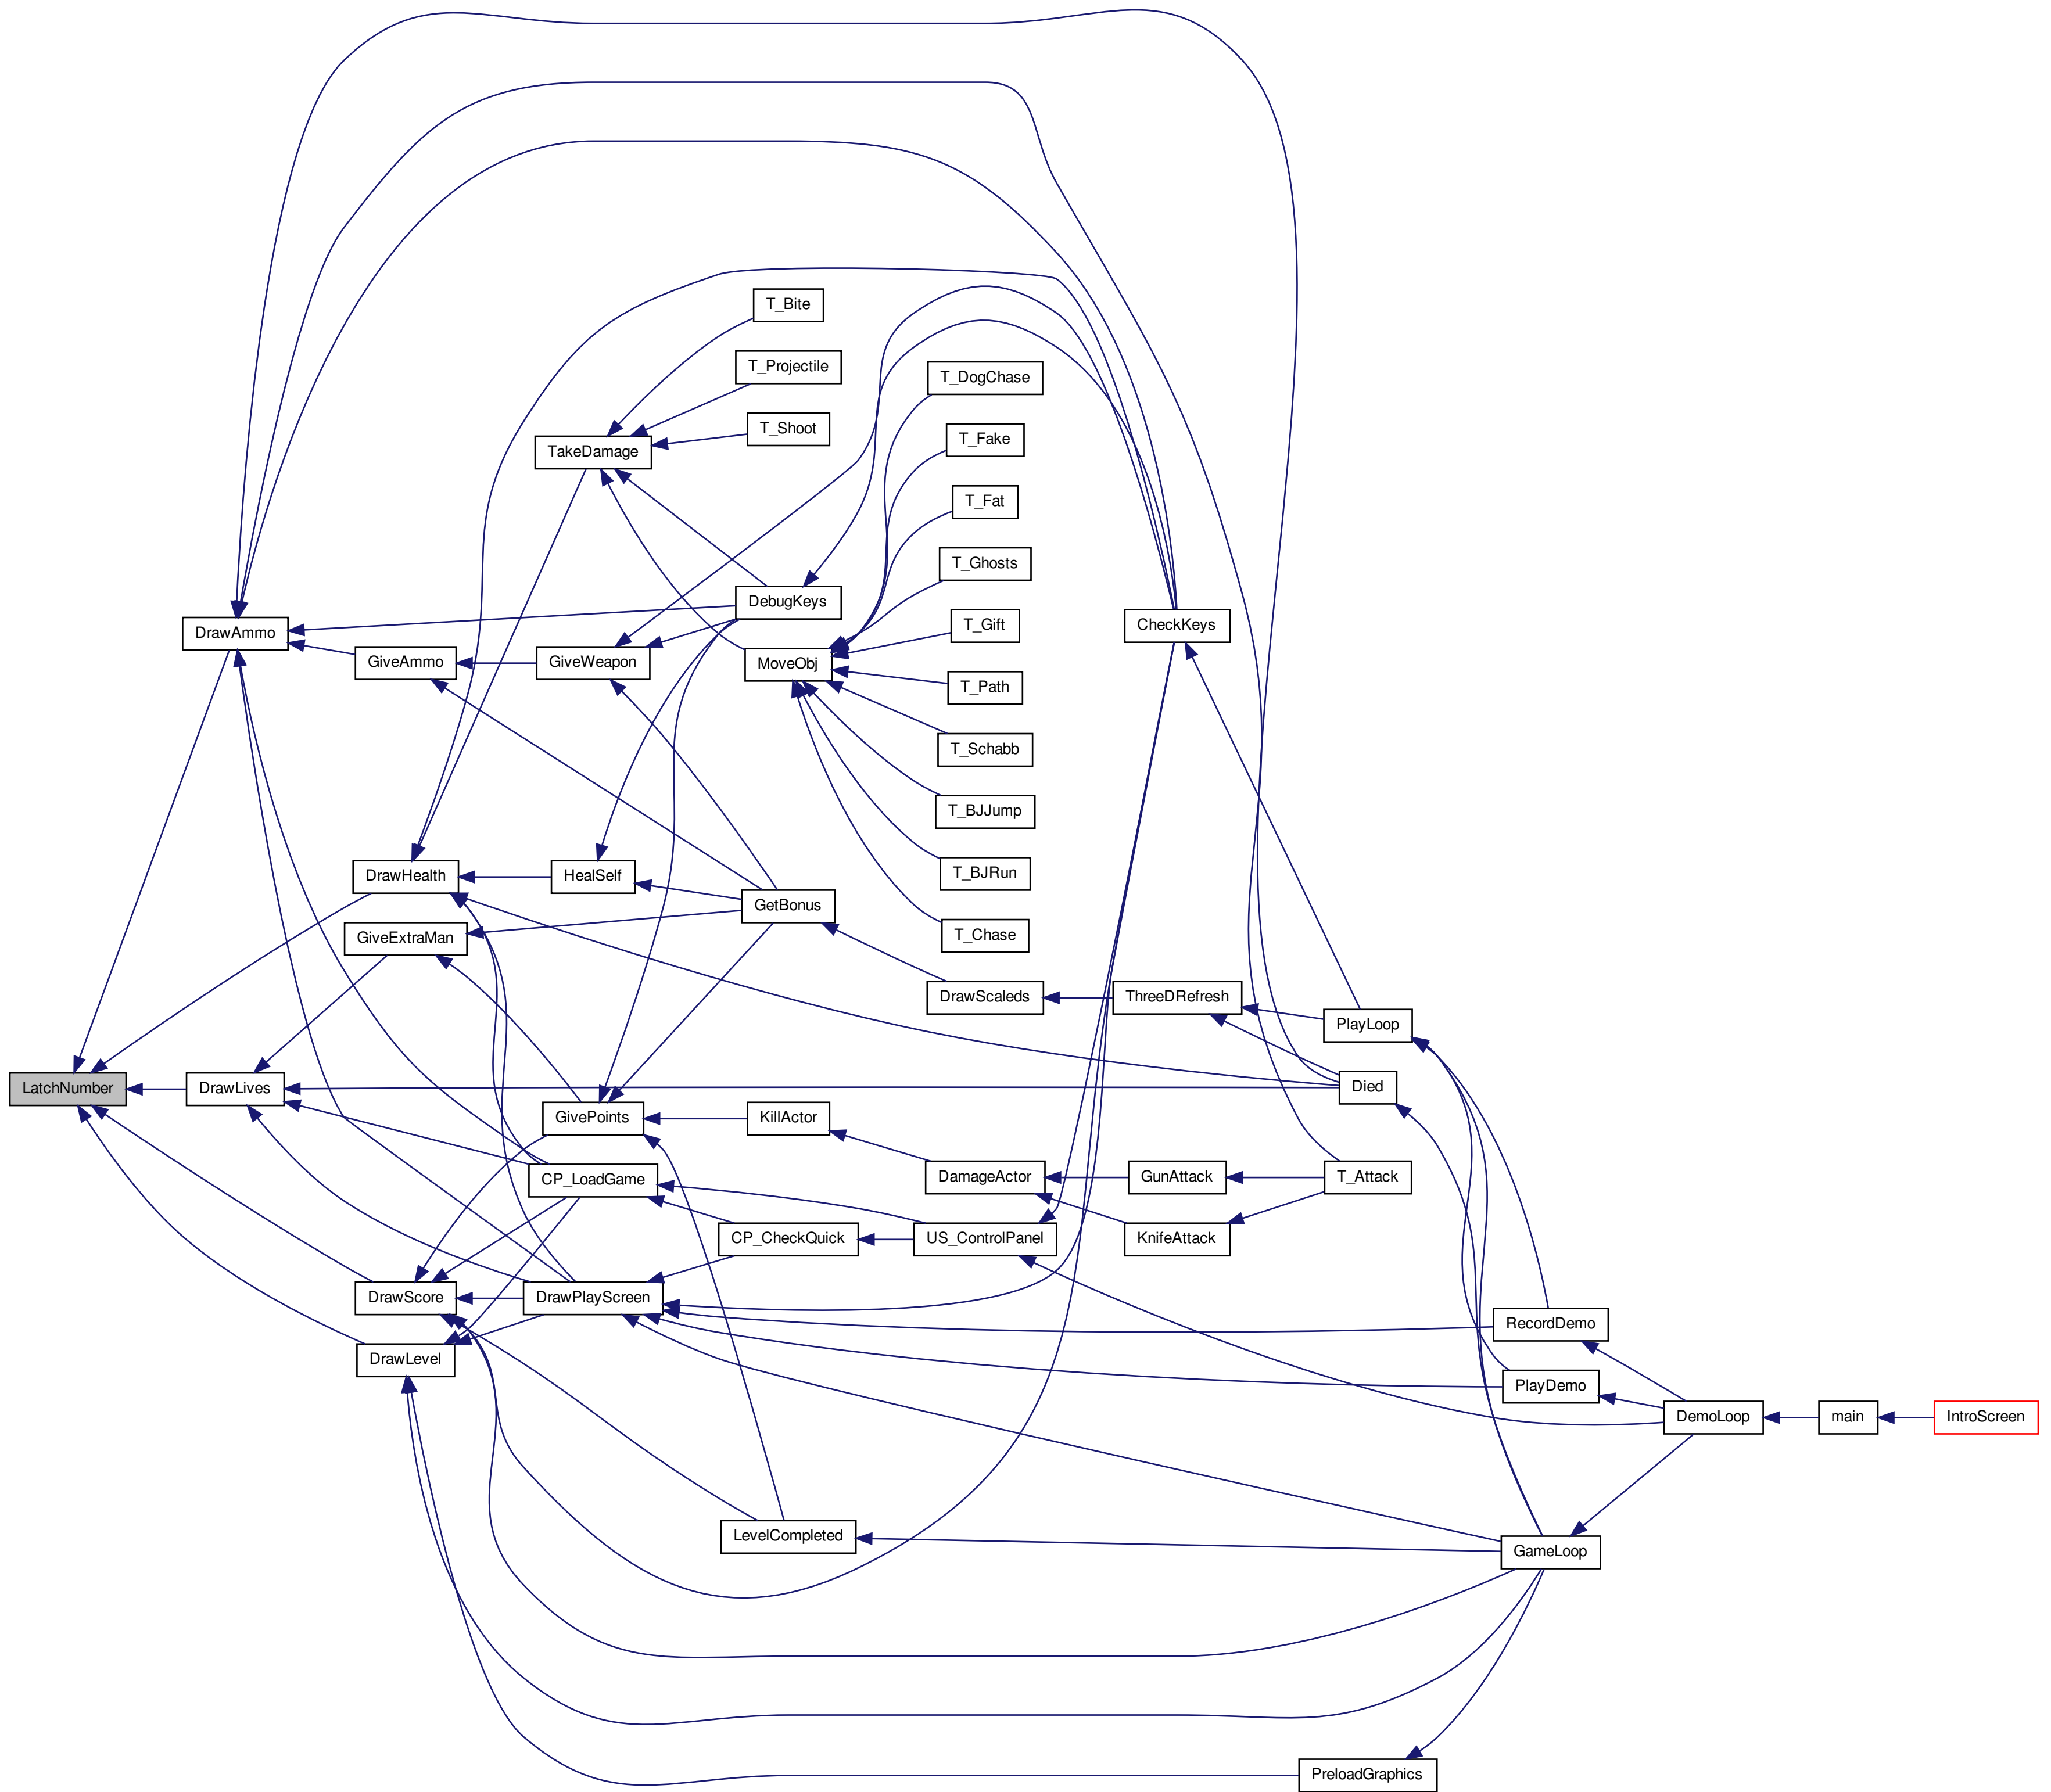 T_Bite
T_Projectile
T_DogChase
T_Shoot
T_Fake
TakeDamage
T_Fat
T_Ghosts
DebugKeys
T_Gift
CheckKeys
DrawAmmo
GiveAmmo
GiveWeapon
MoveObj
T_Path
T_Schabb
T_BJJump
T_BJRun
DrawHealth
HealSelf
GetBonus
GiveExtraMan
T_Chase
DrawScaleds
ThreeDRefresh
PlayLoop
LatchNumber
DrawLives
Died
GivePoints
KillActor
CP_LoadGame
DamageActor
GunAttack
T_Attack
CP_CheckQuick
US_ControlPanel
KnifeAttack
DrawScore
DrawPlayScreen
RecordDemo
DrawLevel
PlayDemo
DemoLoop
main
IntroScreen
LevelCompleted
GameLoop
PreloadGraphics